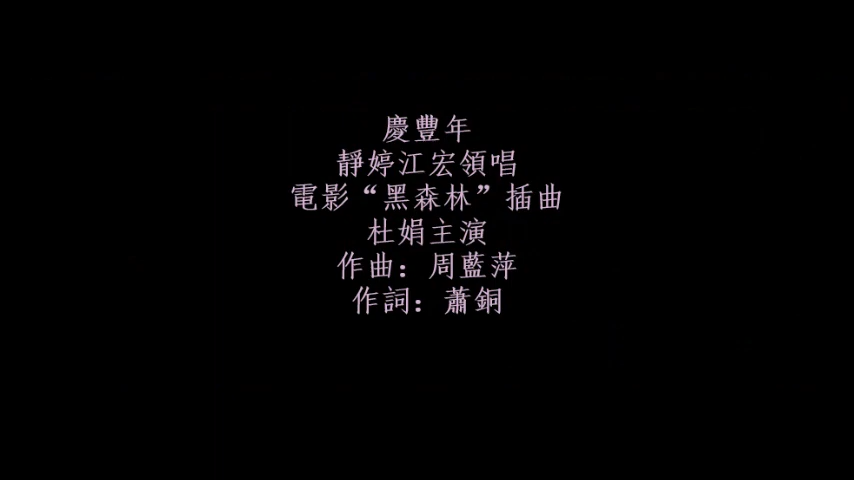 慶豐年
靜婷江宏領唱
電影“黑森林”插曲
杜娟主演
作曲：周藍萍
作詞：蕭銅